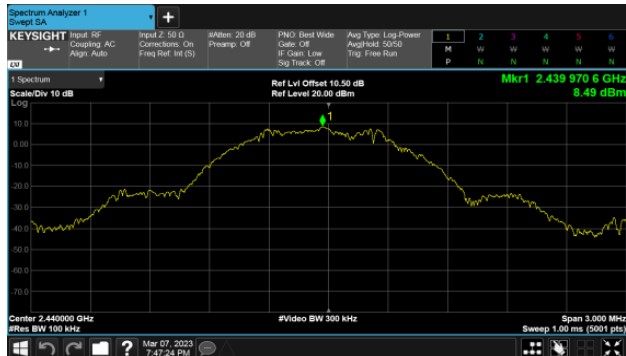 Spectrum Analyzer 1
Swept SA
+
KEYSIGHT
LXI
Input: RF
Coupling: AC
Align: Auto
Input Z: 50 Ω
Corrections: On
Freq Ref: Int (S)
#Atten: 20 dB
Preamp: Off
PNO: Best Wide
Gate: Off
IF Gain: Low
Sig Track: Off
Avg Type: Log-Power
Avg|Hold: 50/50
Trig: Free Run
1 2 3 4 5 6
M W W W W W
P N N N N N
1 Spectrum
Scale/Div 10 dB
Ref Lvl Offset 10.50 dB
Ref Level 20.00 dBm
Mkr1 2.439 970 6 GHz
8.49 dBm
Log
1
10.0
0.00
-10.0
-20.0
-30.0
-40.0
-50.0
-60.0
-70.0
Center 2.440000 GHz
#Res BW 100 kHz
#Video BW 300 kHz
Span 3.000 MHz
Sweep 1.00 ms (5001 pts)
?
Mar 07, 2023
7:47:24 PM